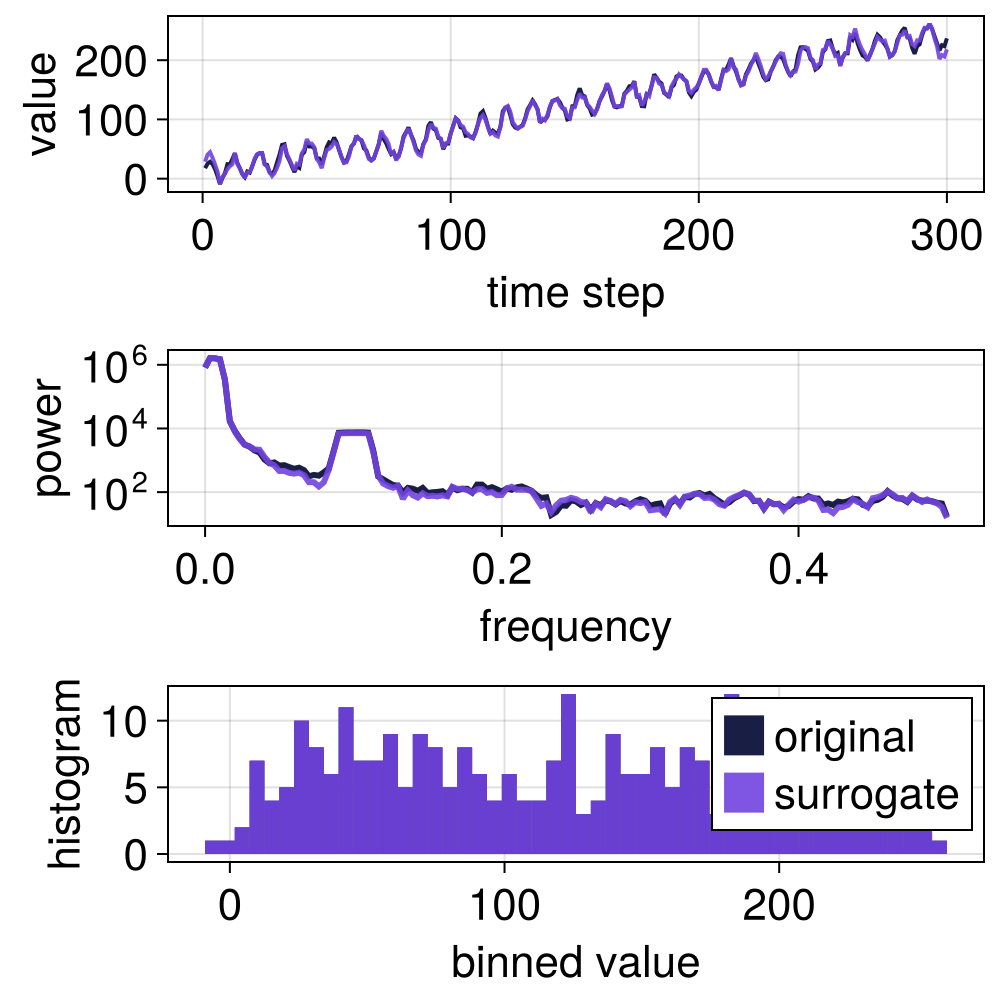 value
200
100
0
0 100 200 300
time step
power
10^6
10^4
10^2
0.0 0.2 0.4
frequency
histogram
10
5
0
original
surrogate
0 100 200
binned value